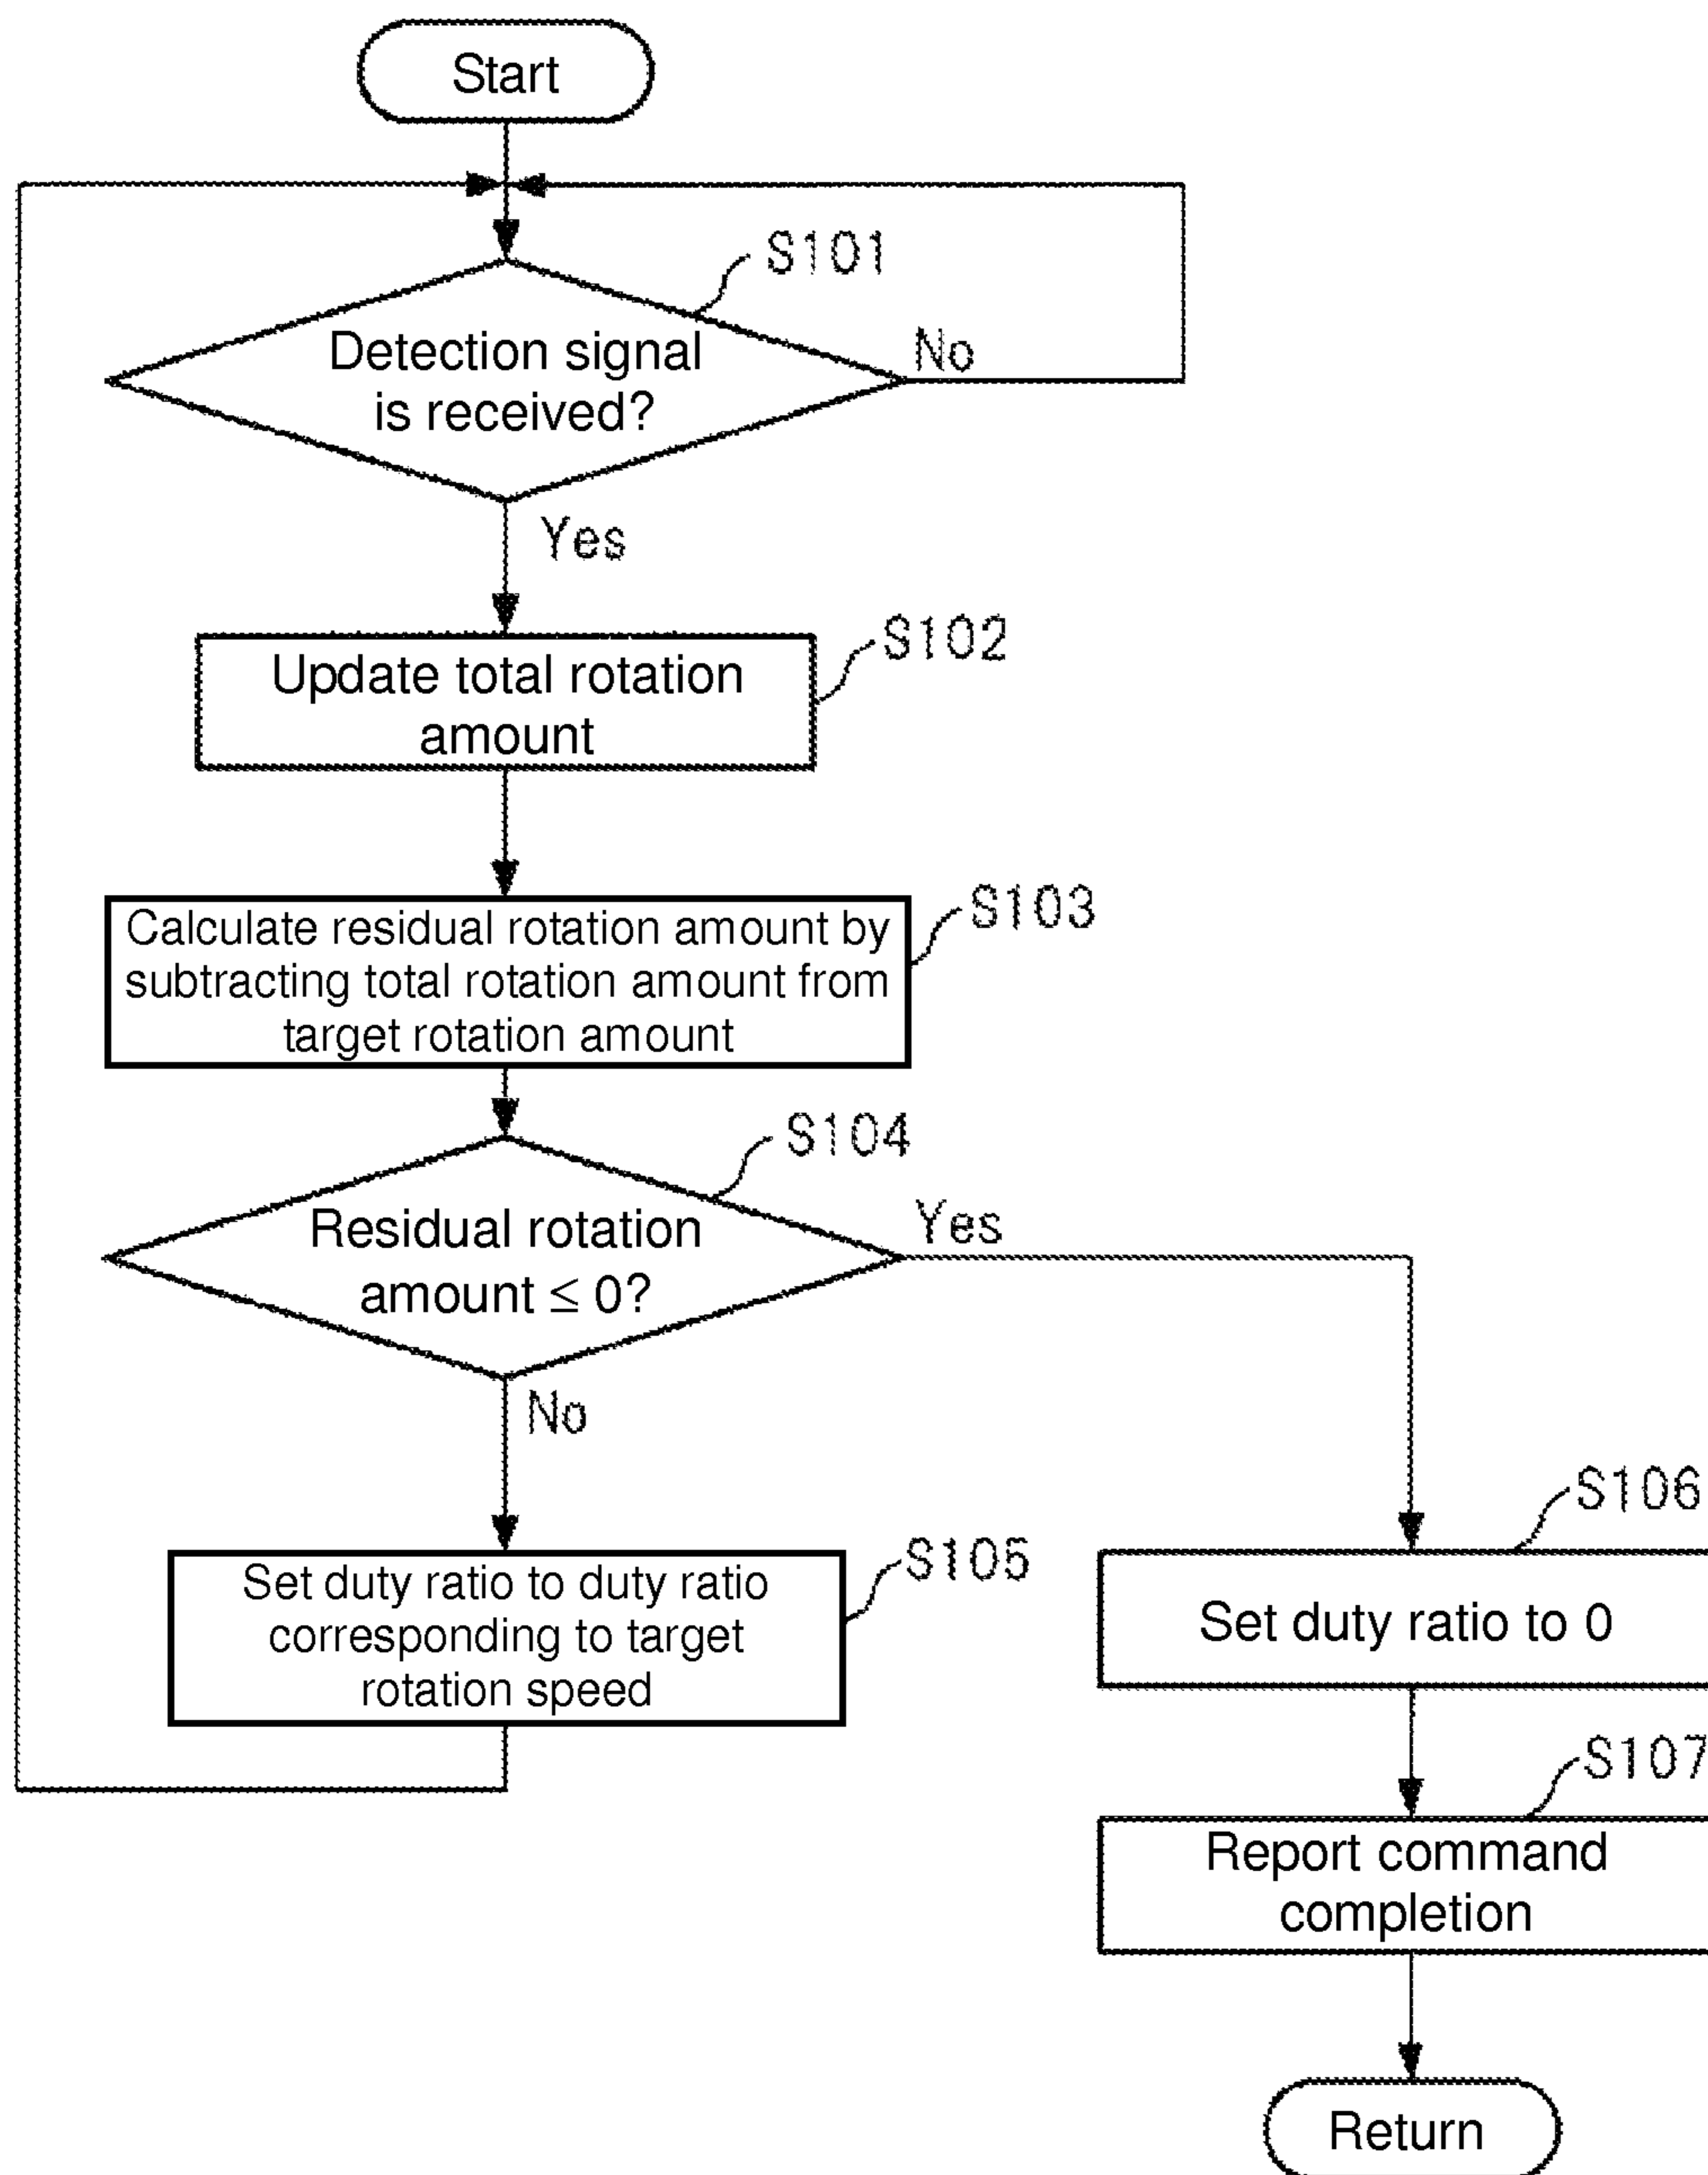 Start
S101
Detection signal
is received?
No
Yes
S102
Update total rotation
amount
S103
Calculate residual rotation amount by
subtracting total rotation amount from
target rotation amount
S104
Residual rotation
amount ≤ 0?
Yes
No
S105
Set duty ratio to duty ratio
corresponding to target
rotation speed
S106
Set duty ratio to 0
S107
Report command
completion
Return